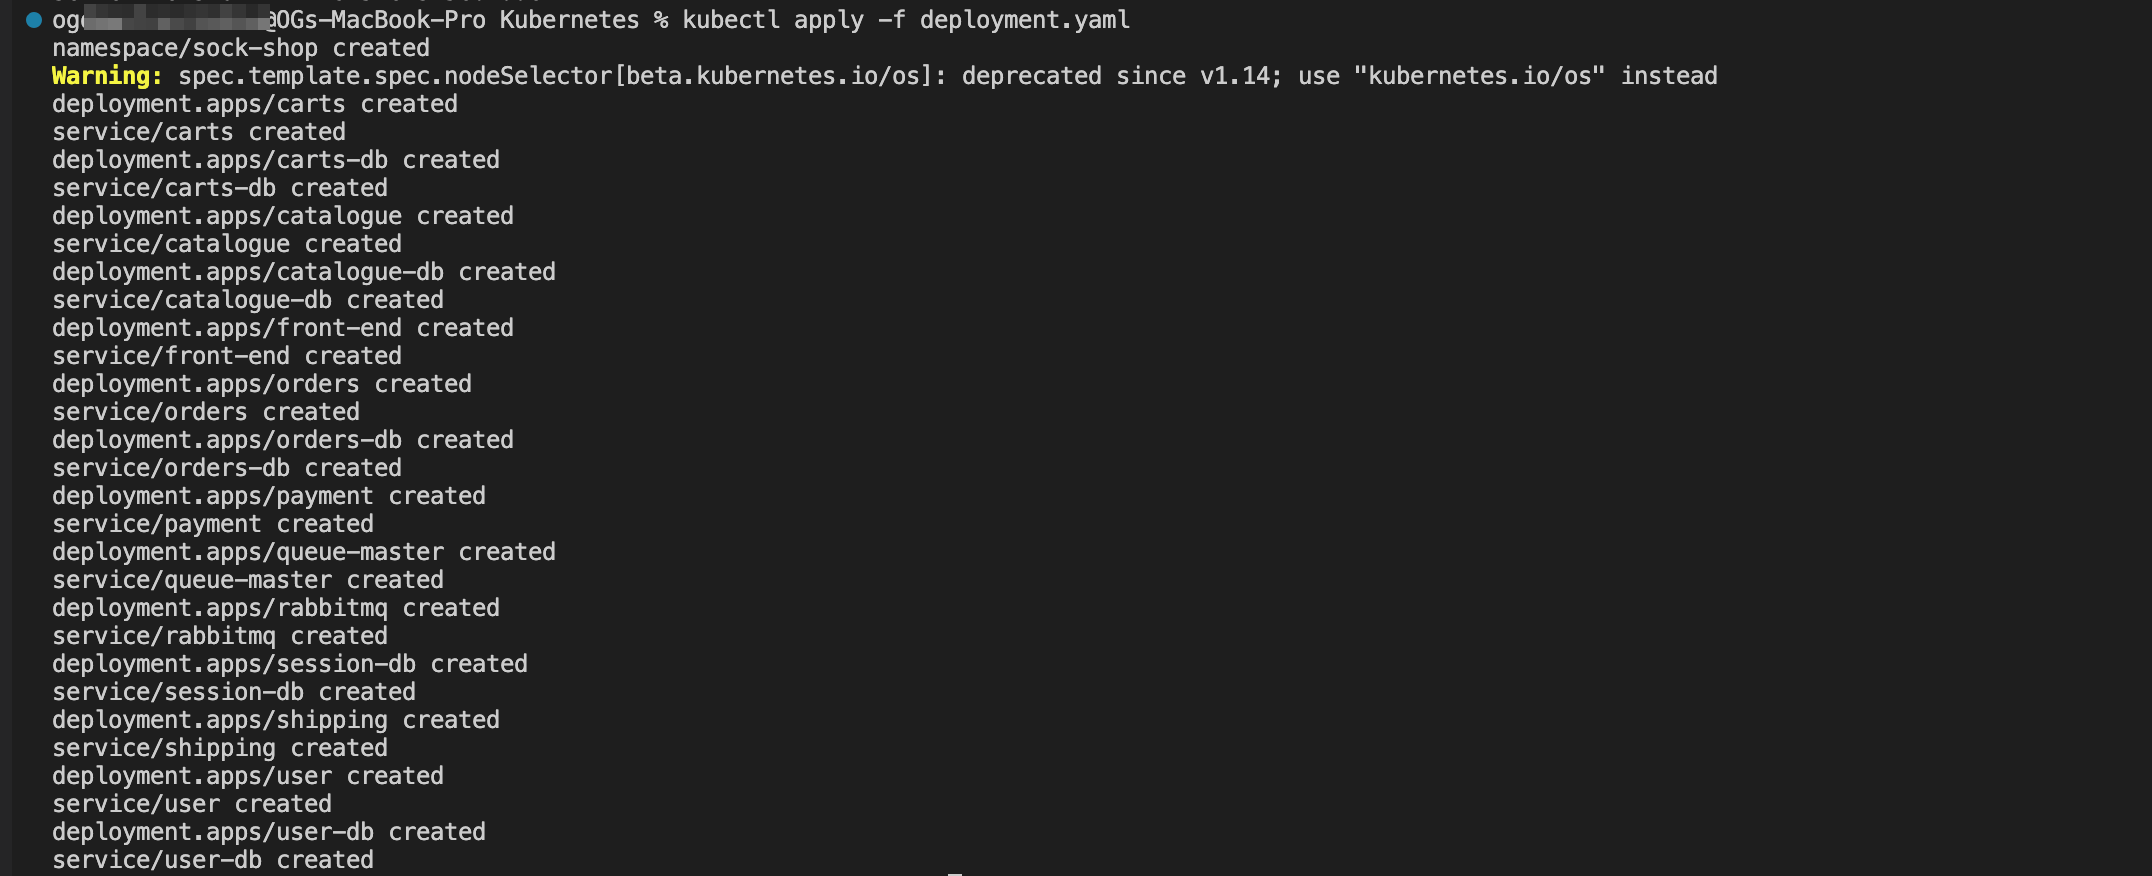 @OGs-MacBook-Pro Kubernetes % kubectl apply -f deployment.yaml
namespace/sock-shop created
Warning: spec.template.spec.nodeSelector[beta.kubernetes.io/os]: deprecated since v1.14; use "kubernetes.io/os" instead
deployment.apps/carts created
service/carts created
deployment.apps/carts-db created
service/carts-db created
deployment.apps/catalogue created
service/catalogue created
deployment.apps/catalogue-db created
service/catalogue-db created
deployment.apps/front-end created
service/front-end created
deployment.apps/orders created
service/orders created
deployment.apps/orders-db created
service/orders-db created
deployment.apps/payment created
service/payment created
deployment.apps/queue-master created
service/queue-master created
deployment.apps/rabbitmq created
service/rabbitmq created
deployment.apps/session-db created
service/session-db created
deployment.apps/shipping created
service/shipping created
deployment.apps/user created
service/user created
deployment.apps/user-db created
service/user-db created